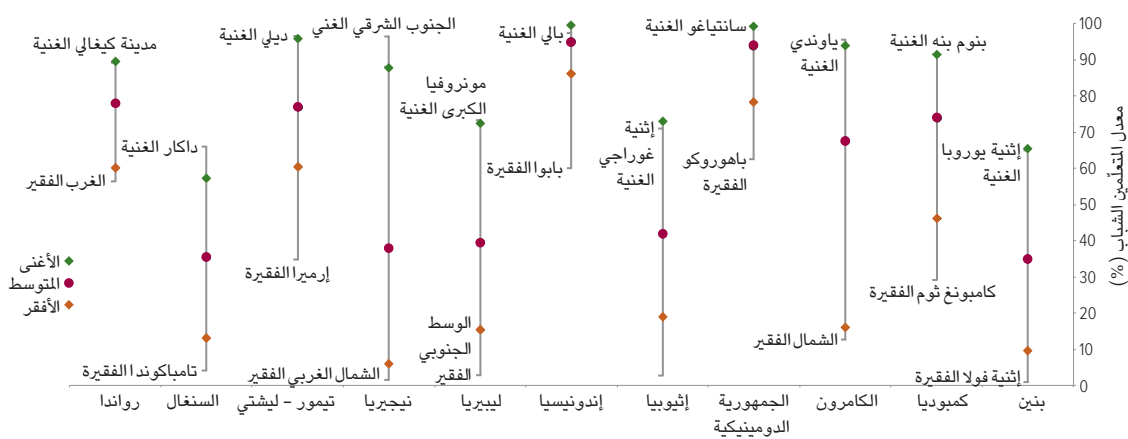 معدل المتعلّمين الشباب (%)
100
90
80
70
60
50
40
30
20
10
0
إثنية يوروبا
الغنية
إثنية فولا الفقيرة
بنوم بنه الغنية
كامبونغ ثوم الفقيرة
ياوندي
الغنية
الشمال الفقير
سانتياغو الغنية
باهوروكو
الفقيرة
إثنية
غوراجي
الغنية
بالي الغنية
بابوا الفقيرة
مونروفيا
الكبرى الغنية
الوسط
الجنوبي
الفقير
الجنوب الشرقي الغني
الشمال الغربي الفقير
ديلي الغنية
إرميرا الفقيرة
داكار الغنية
تامباكوندا الفقيرة
مدينة كيغالي الغنية
الغرب الفقير
الأغنى
المتوسط
الأفقر
بنين
كمبوديا
الكامرون
الجمهورية
الدومينيكية
إثيوبيا
إندونيسيا
ليبيريا
نيجيريا
تيمور – ليشتي
السنغال
رواندا